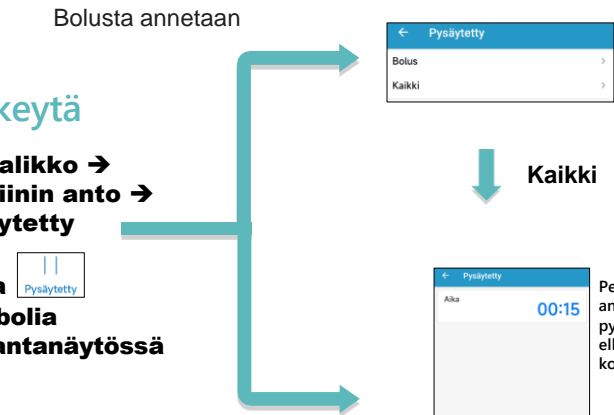 Bolusta annetaan
keytä
alikko →
iinin anto →
ytetty
a
Pysäytetty
bolia
antanäytössä
← Pysäytetty
Bolus >
Kaikki >
Kaikki
← Pysäytetty
Aika
00:15
Pe
an
py
ell
ko